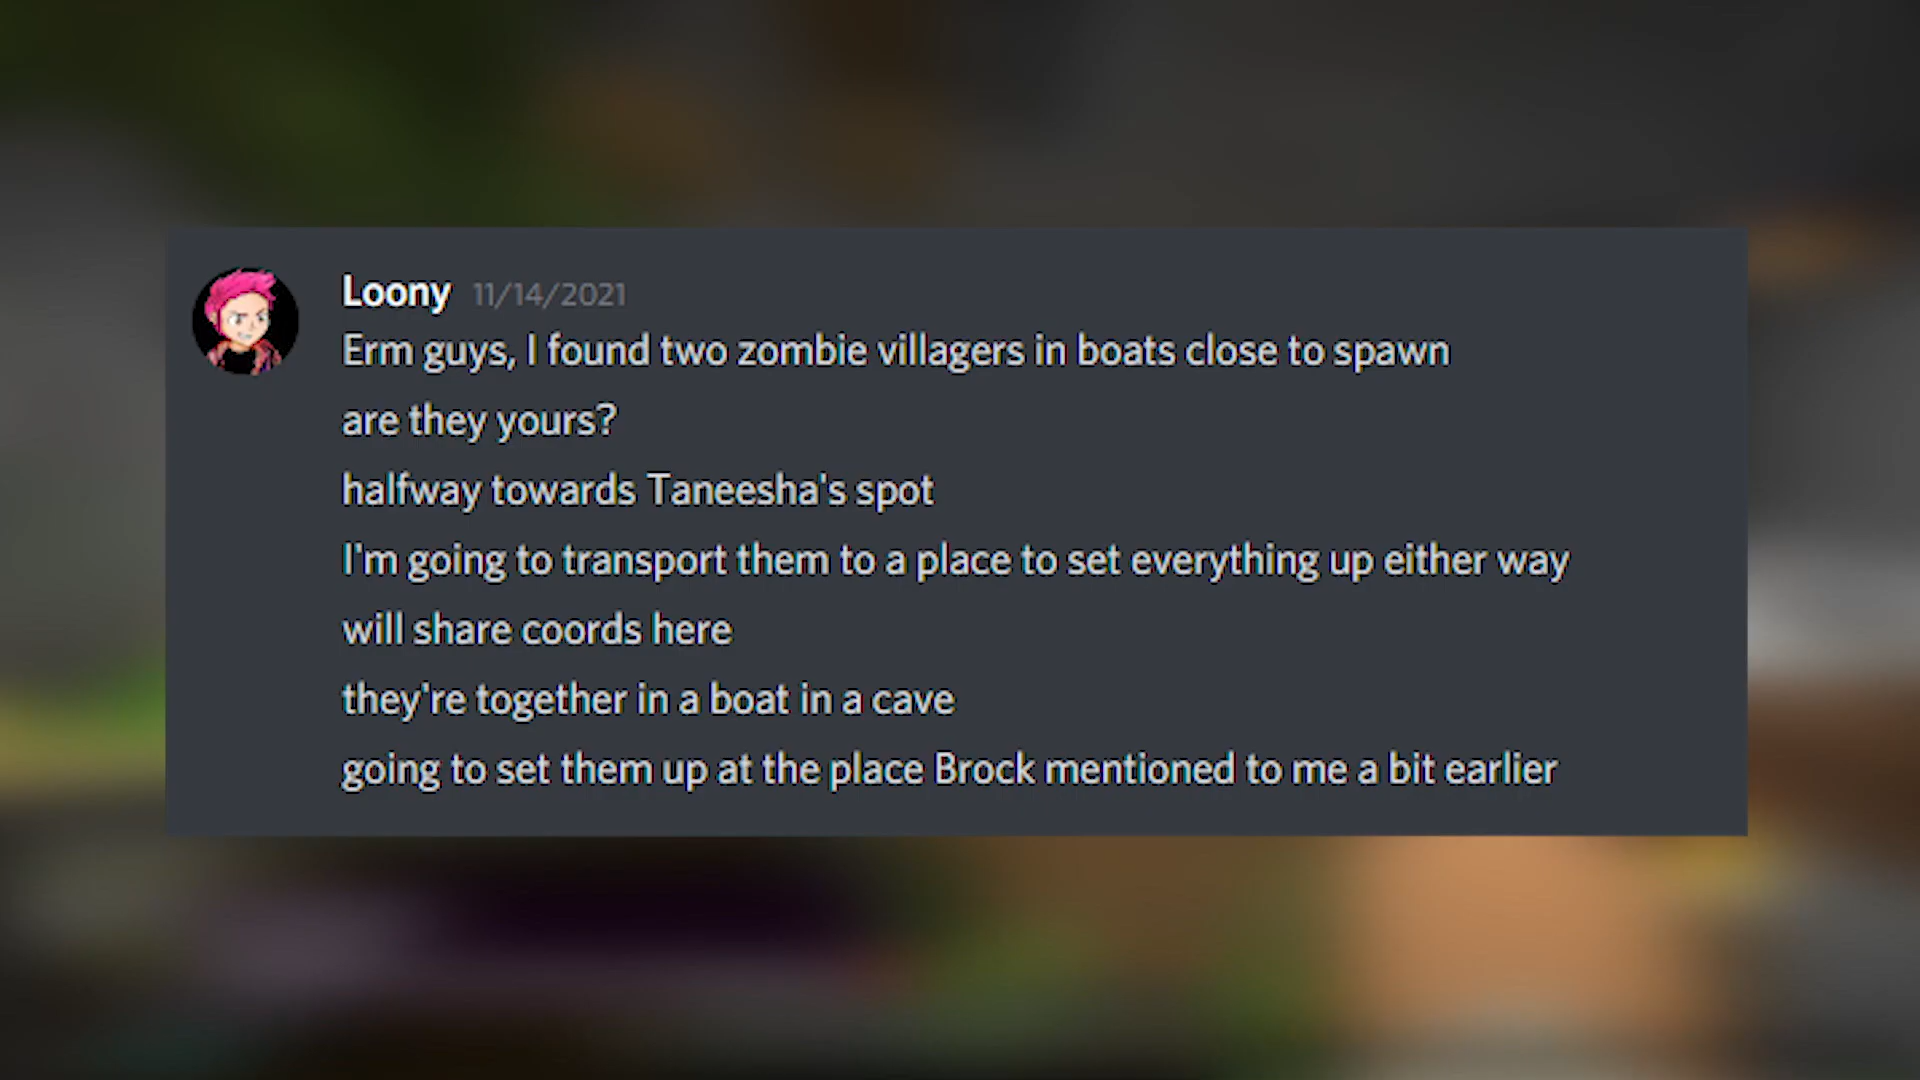 Loony 11/14/2021
Erm guys, I found two zombie villagers in boats close to spawn
are they yours?
halfway towards Taneesha's spot
I'm going to transport them to a place to set everything up either way
will share coords here
they're together in a boat in a cave
going to set them up at the place Brock mentioned to me a bit earlier